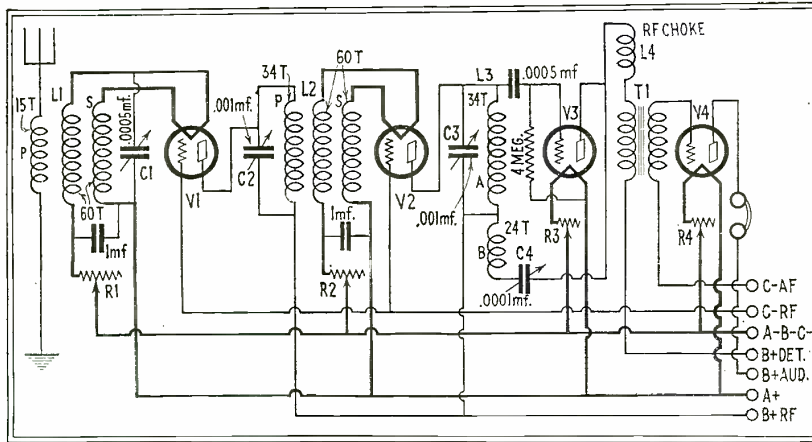 15T
P
L1
S
.0005 mf.
C1
60T
1mf
R1
V1
.001mf.
C2
34T
P
L2
60T
S
1mf.
R2
V2
C3
.001mf.
L3
34T
A
B
24T
.0005 mf
4 MEG.
V3
R3
C4
.0001mf.
RF CHOKE
L4
T1
V4
R4
C-AF
C-RF
A-B-C-
B+DET.
B+AUD.
A+
B+RF